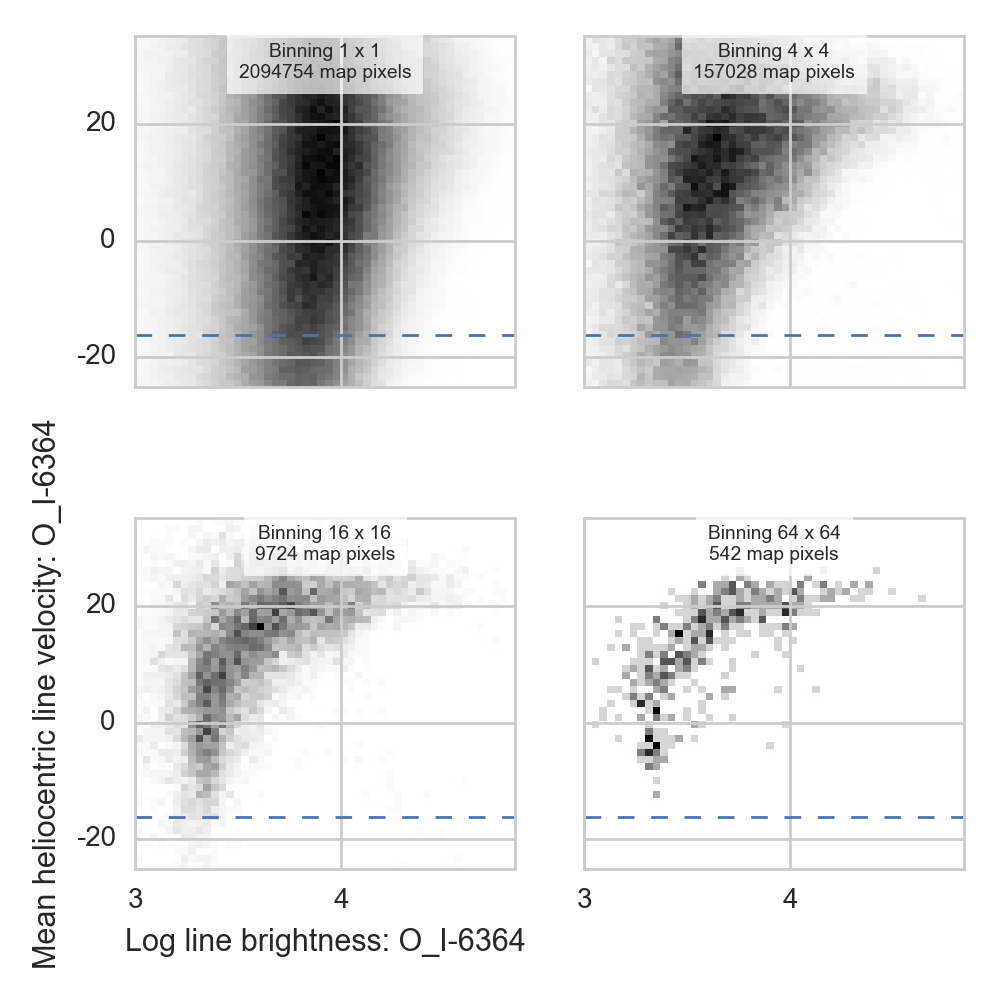 Binning 1 x 1
2094754 map pixels
Binning 4 x 4
157028 map pixels
20
0
-20
Mean heliocentric line velocity: O_I-6364
Binning 16 x 16
9724 map pixels
Binning 64 x 64
542 map pixels
20
0
-20
3
4
3
4
Log line brightness: O_I-6364